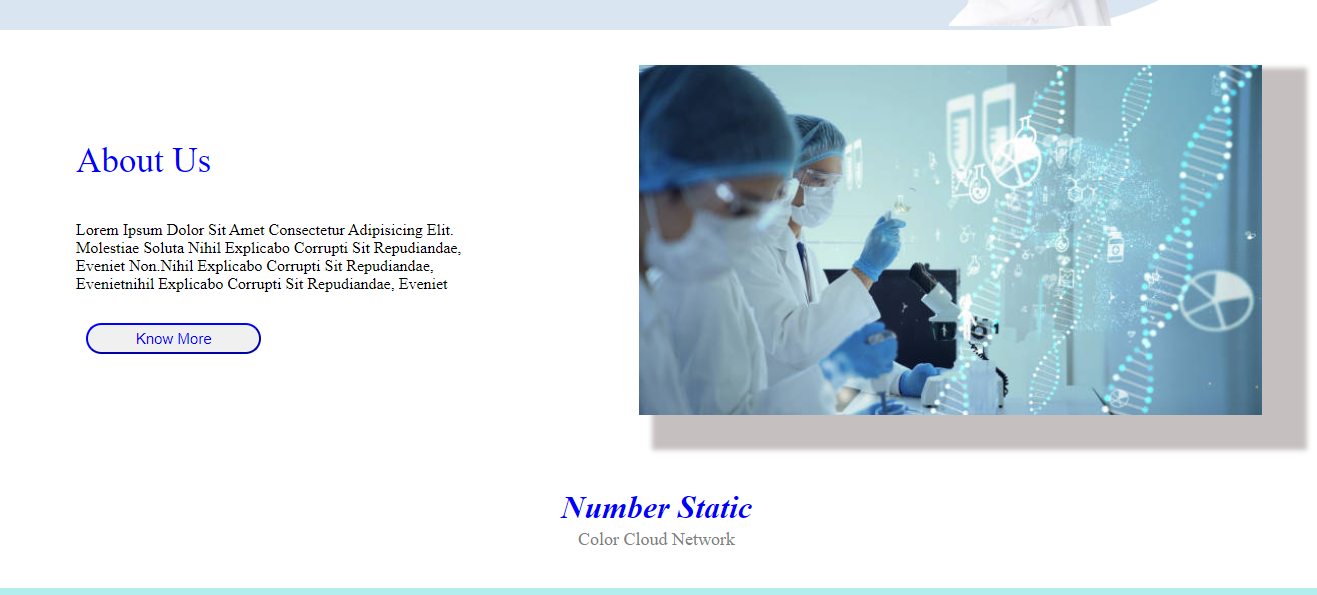 About Us
Lorem Ipsum Dolor Sit Amet Consectetur Adipisicing Elit.
Molestiae Soluta Nihil Explicabo Corrupti Sit Repudiandae,
Eveniet Non.Nihil Explicabo Corrupti Sit Repudiandae,
Evenietnihil Explicabo Corrupti Sit Repudiandae, Eveniet
Know More
Number Static
Color Cloud Network